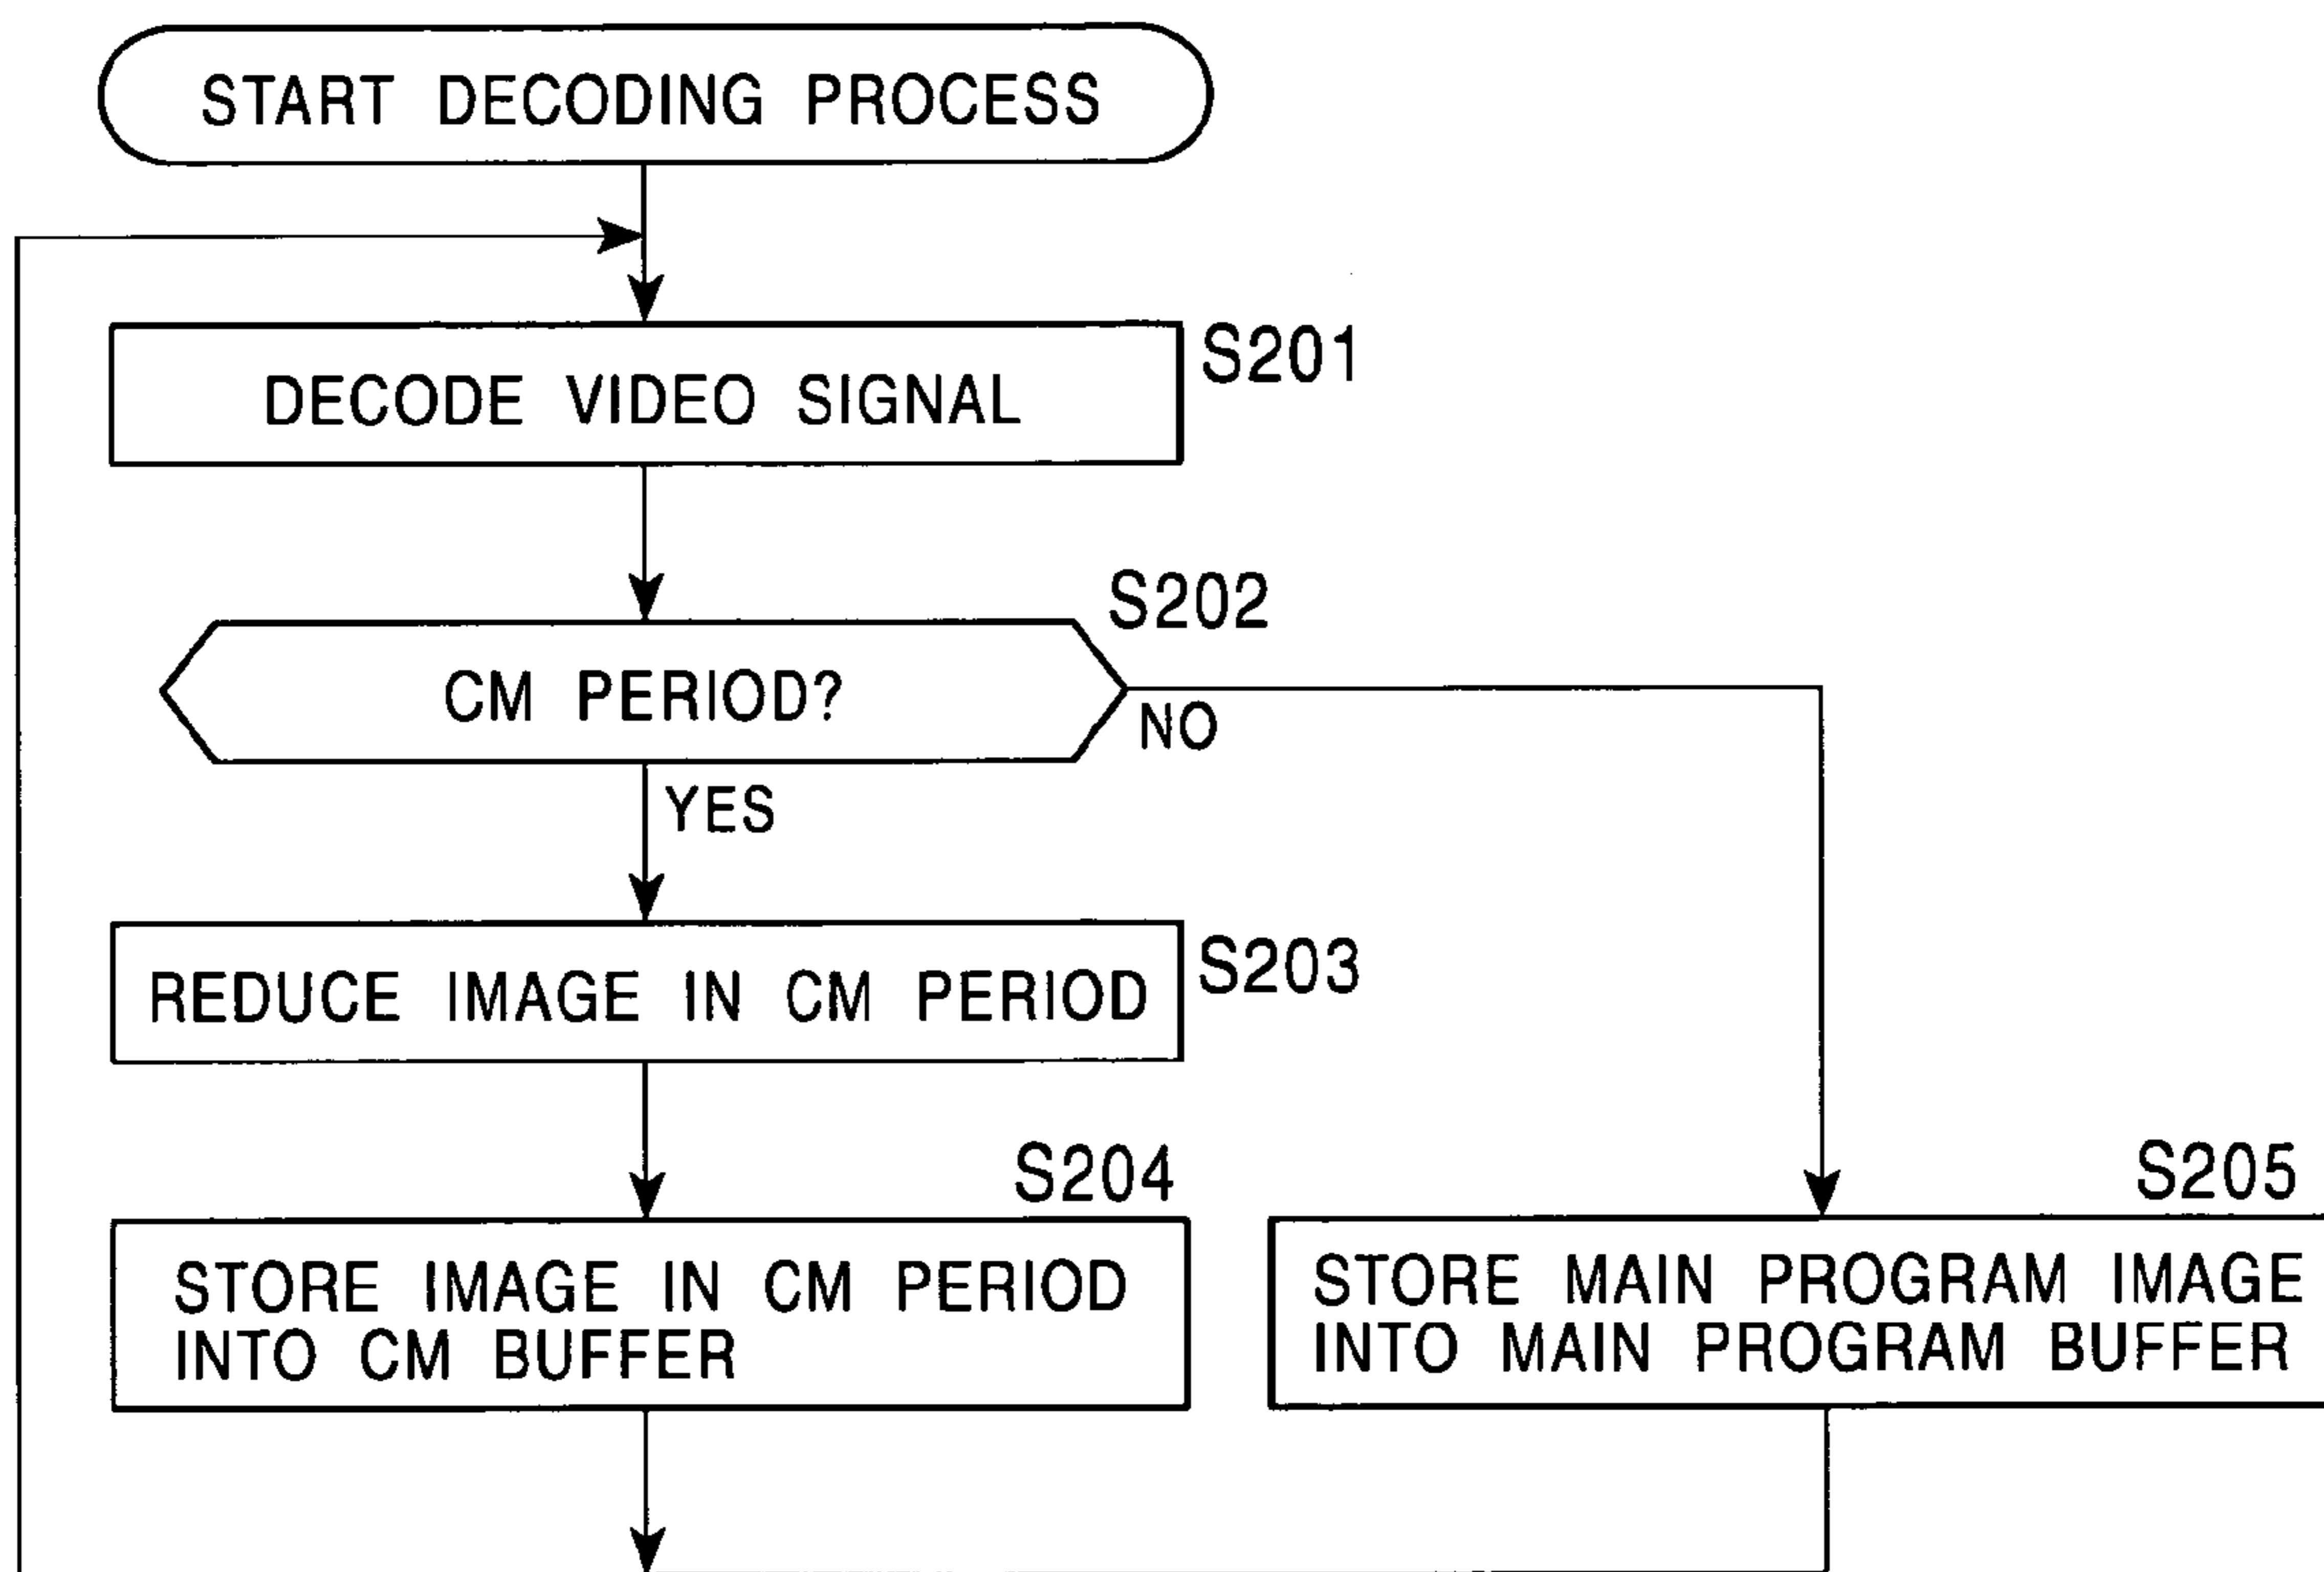 START DECODING PROCESS
S201
DECODE VIDEO SIGNAL
S202
CM PERIOD?
NO
YES
S203
REDUCE IMAGE IN CM PERIOD
S204
STORE IMAGE IN CM PERIOD
INTO CM BUFFER
S205
STORE MAIN PROGRAM IMAGE
INTO MAIN PROGRAM BUFFER